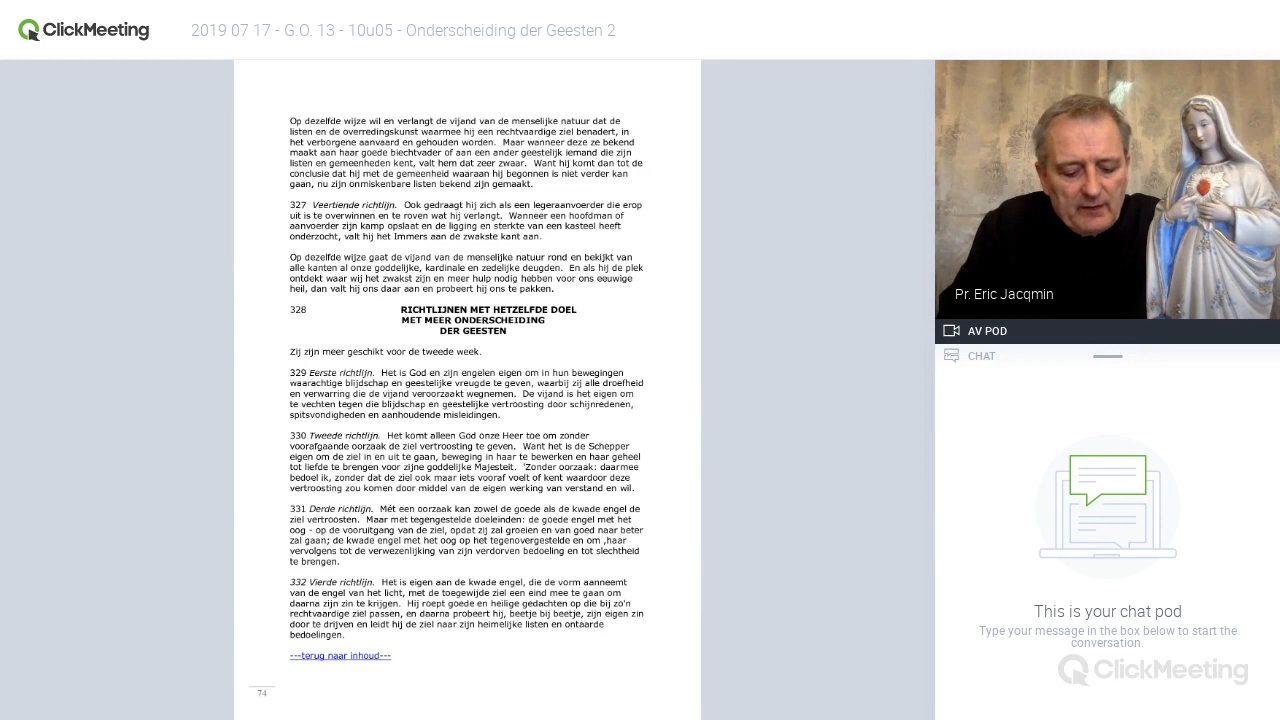 ClickMeeting
2019 07 17 - G.O. 13 - 10u05 - Onderscheiding der Geesten 2
Op dezelfde wijze wil en verlangt de vijand van de menselijke natuur dat de
listen en de overredingskunst waarmee hij een rechtvaardige ziel benadert, in
het verborgene aanvaard en gehouden worden. Maar wanneer deze ze bekend
maakt aan haar goede biechtvader of aan een ander geestelijk iemand die zijn
listen en gemeenheden kent, valt hem dat zeer zwaar. Want hij komt dan tot de
conclusie dat hij met de gemeenheid waaraan hij begonnen is niet verder kan
gaan, nu zijn onmiskenbare listen bekend zijn gemaakt.
327 Veertiende richtlijn. Ook gedraagt hij zich als een legeraanvoerder die erop
uit is te overwinnen en te roven wat hij verlangt. Wanneer een hoofdman of
aanvoerder zijn kamp opslaat en de ligging en sterkte van een kasteel heeft
onderzocht, valt hij het Immers aan de zwakste kant aan.
Op dezelfde wijze gaat de vijand van de menselijke natuur rond en bekijkt van
alle kanten al onze goddelijke, kardinale en zedelijke deugden. En als hij de plek
ontdekt waar wij het zwakst zijn en meer hulp nodig hebben voor ons eeuwige
heil, dan valt hij ons daar aan en probeert hij ons te pakken.
328 RICHTLIJNEN MET HETZELFDE DOEL
MET MEER ONDERSCHEIDING
DER GEESTEN
Zij zijn meer geschikt voor de tweede week.
329 Eerste richtlijn. Het is God en zijn engelen eigen om in hun bewegingen
waarachtige blijdschap en geestelijke vreugde te geven, waarbij zij alle droefheid
en verwarring die de vijand veroorzaakt wegnemen. De vijand is het eigen om
te vechten tegen die blijdschap en geestelijke vertroosting door schijnredenen,
spitsvondigheden en aanhoudende misleidingen.
330 Tweede richtlijn. Het komt alleen God onze Heer toe om zonder
voorafgaande oorzaak de ziel vertroosting te geven. Want het is de Schepper
eigen om de ziel in en uit te gaan, beweging in haar te bewerken en haar geheel
tot liefde te brengen voor zijne goddelijke Majesteit. 'Zonder oorzaak: daarmee
bedoel ik, zonder dat de ziel ook maar iets vooraf voelt of kent waardoor deze
vertroosting zou komen door middel van de eigen werking van verstand en wil.
331 Derde richtlijn. Mét een oorzaak kan zowel de goede als de kwade engel de
ziel vertroosten. Maar met tegengestelde doeleinden: de goede engel met het
oog - op de vooruitgang van de ziel, opdat zij zal groeien en van goed naar beter
zal gaan; de kwade engel met het oog op het tegenovergestelde en om ,haar
vervolgens tot de verwezenlijking van zijn verdorven bedoeling en tot slechtheid
te brengen.
332 Vierde richtlijn. Het is eigen aan de kwade engel, die de vorm aanneemt
van de engel van het licht, met de toegewijde ziel een eind mee te gaan om
daarna zijn zin te krijgen. Hij roept goede en heilige gedachten op die bij zo'n
rechtvaardige ziel passen, en daarna probeert hij, beetje bij beetje, zijn eigen zin
door te drijven en leidt hij de ziel naar zijn heimelijke listen en ontaarde
bedoelingen.
---terug naar inhoud---
74
Pr. Eric Jacqmin
AV POD
CHAT
This is your chat pod
Type your message in the box below to start the
conversation.
ClickMeeting